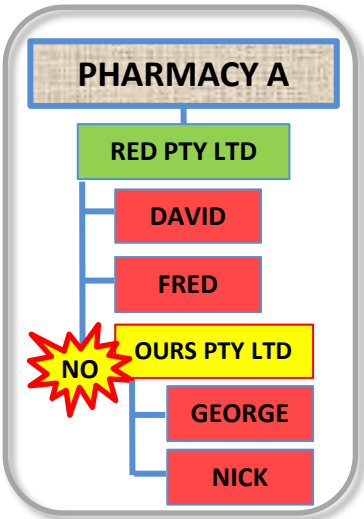 PHARMACY A
RED PTY LTD
DAVID
FRED
OURS PTY LTD
NO
GEORGE
NICK